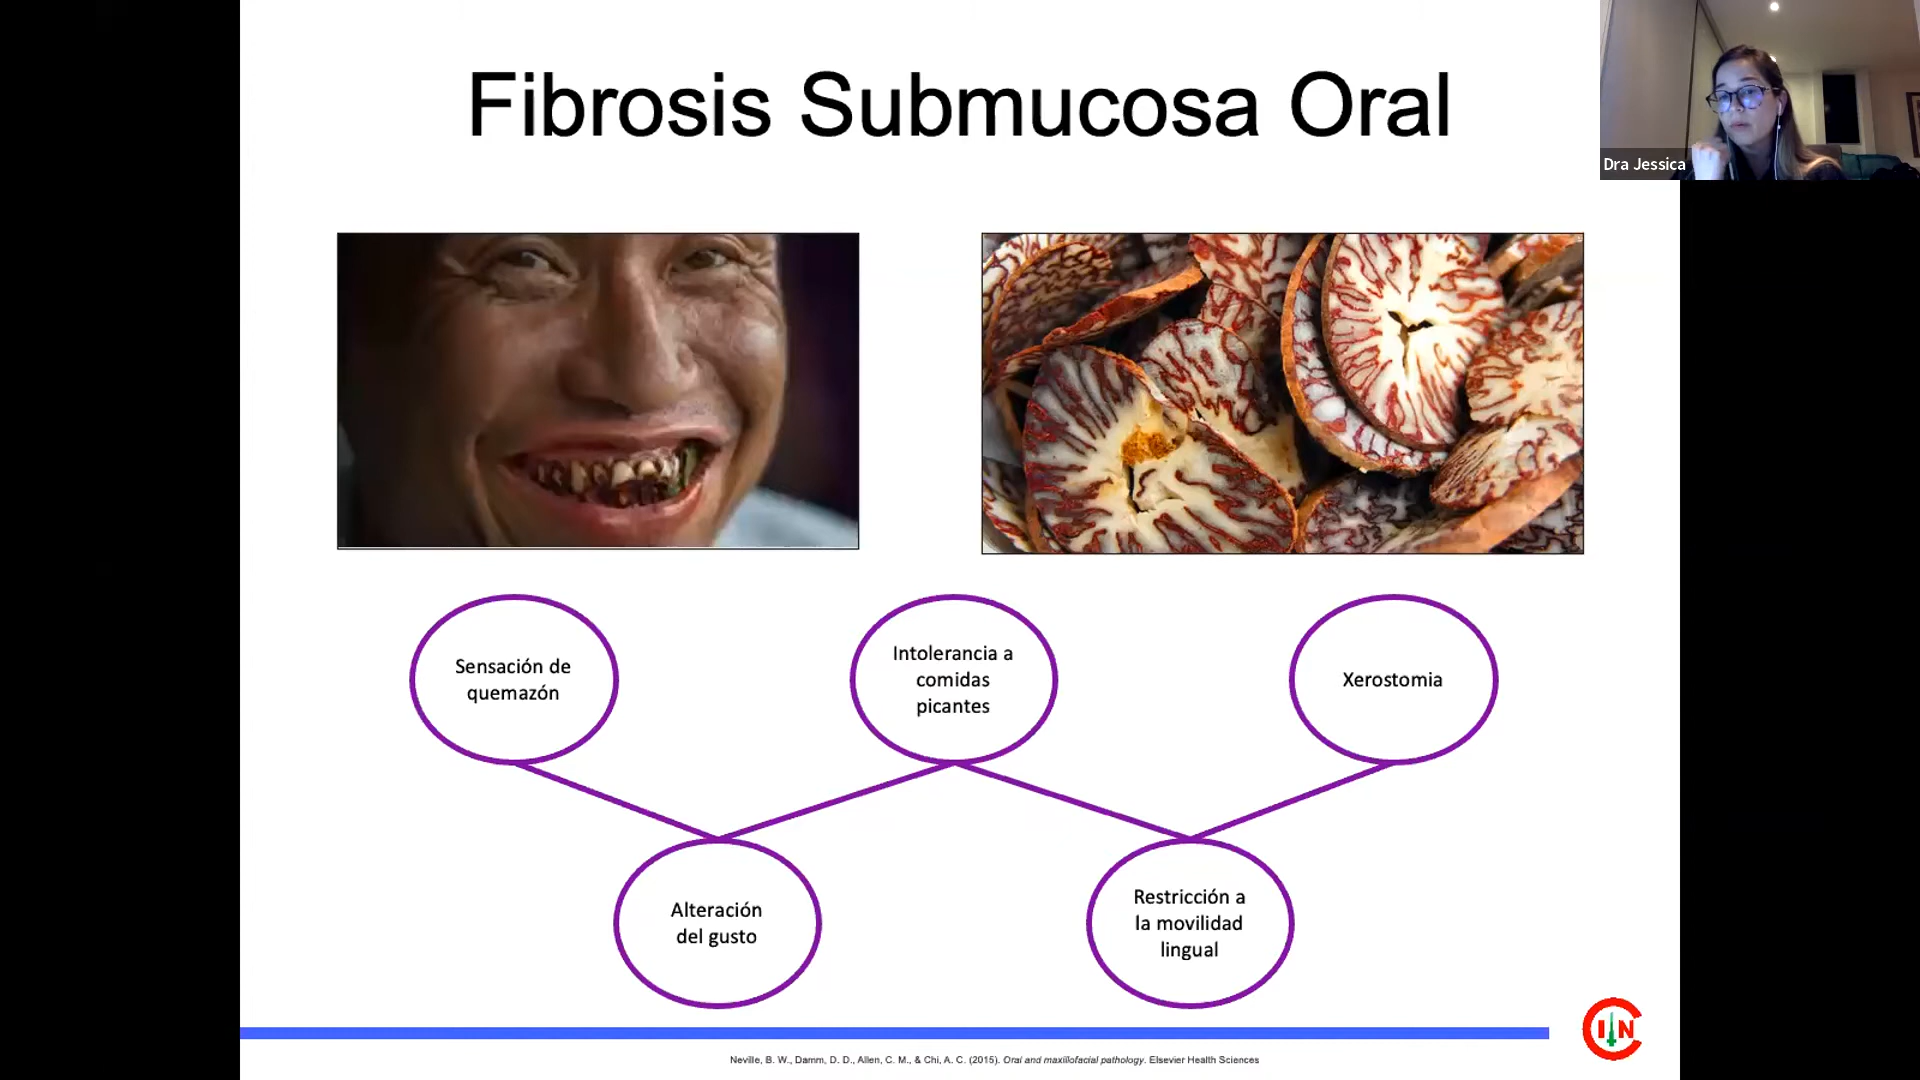 Fibrosis Submucosa Oral
Dra Jessica
Sensación de
quemazón
Intolerancia a
comidas
picantes
Xerostomia
Alteración
del gusto
Restricción a
la movilidad
lingual
CIIN
Neville, B. W., Damm, D. D., Allen, C. M., & Chi, A. C. (2015). Oral and maxillofacial pathology. Elsevier Health Sciences